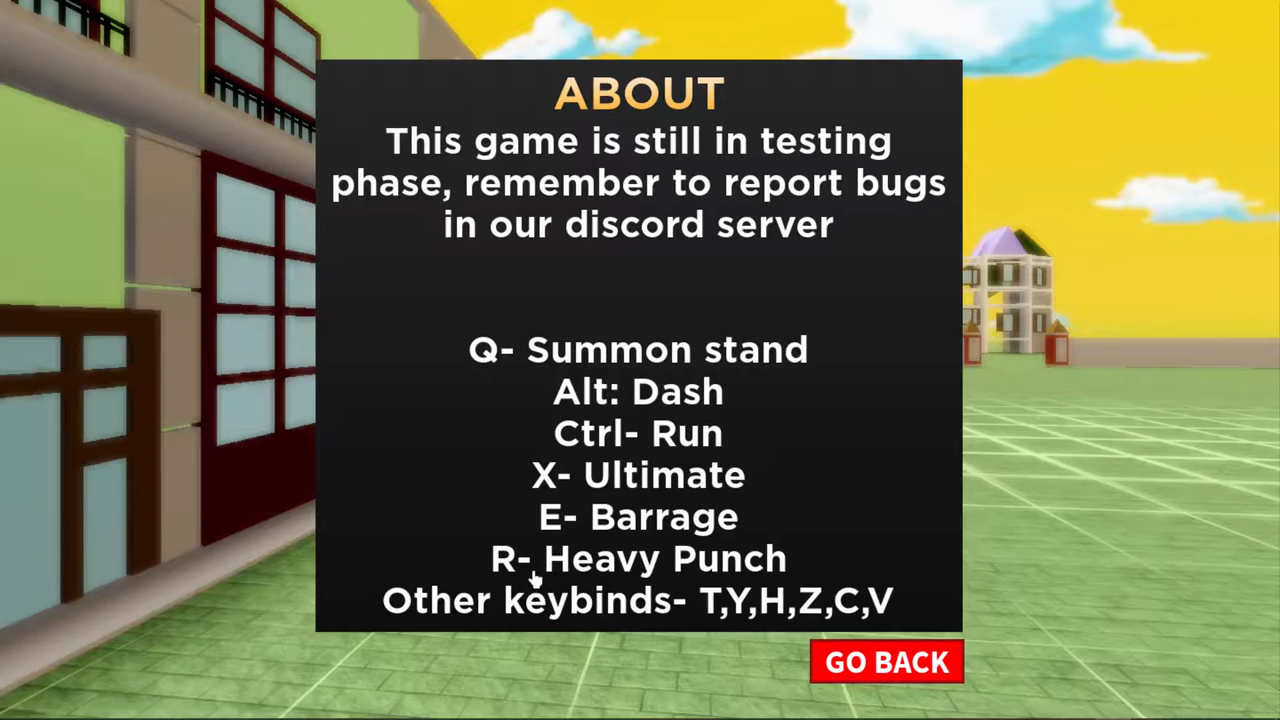 ABOUT
This game is still in testing
phase, remember to report bugs
in our discord server
Q- Summon stand
Alt: Dash
Ctrl- Run
X- Ultimate
E- Barrage
R- Heavy Punch
Other keybinds- T,Y,H,Z,C,V
GO BACK